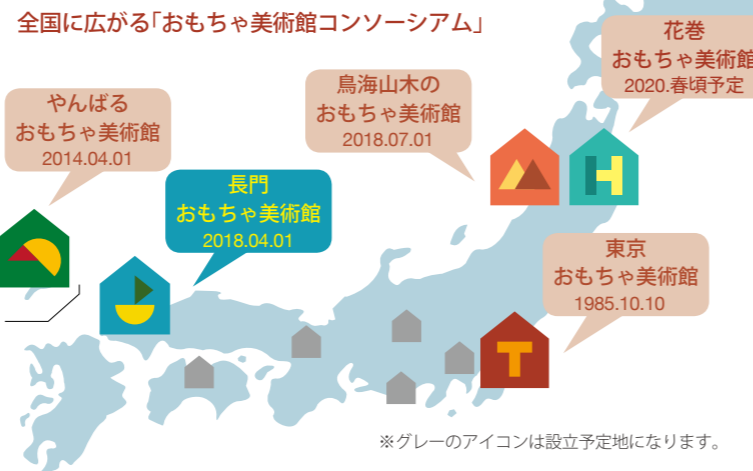 全国に広がる「おもちゃ美術館コンソーシアム」
花巻
おもちゃ美術館
2020.春頃予定
鳥海山木の
おもちゃ美術館
2018.07.01
やんばる
おもちゃ美術館
2014.04.01
長門
おもちゃ美術館
2018.04.01
H
東京
おもちゃ美術館
1985.10.10
T
※グレーのアイコンは設立予定地になります。